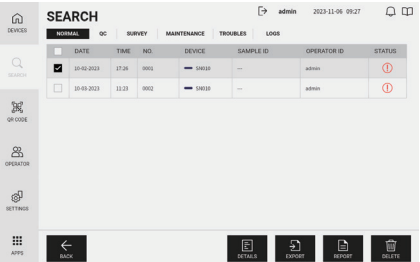 SEARCH
admin 2023-11-06 09:27
NORMAL QC SURVEY MAINTENANCE TROUBLES LOGS
DATE TIME NO. DEVICE SAMPLE ID OPERATOR ID STATUS
10-02-2023 17:26 0001 SN010 --- admin
10-03-2023 11:23 0002 SN010 --- admin
DEVICES
SEARCH
QR CODE
OPERATOR
SETTINGS
APPS
BACK DETAILS EXPORT REPORT DELETE